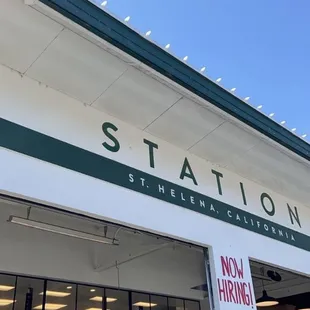 STATION
ST. HELENA, CALIFORNIA
NOW
HIRING!